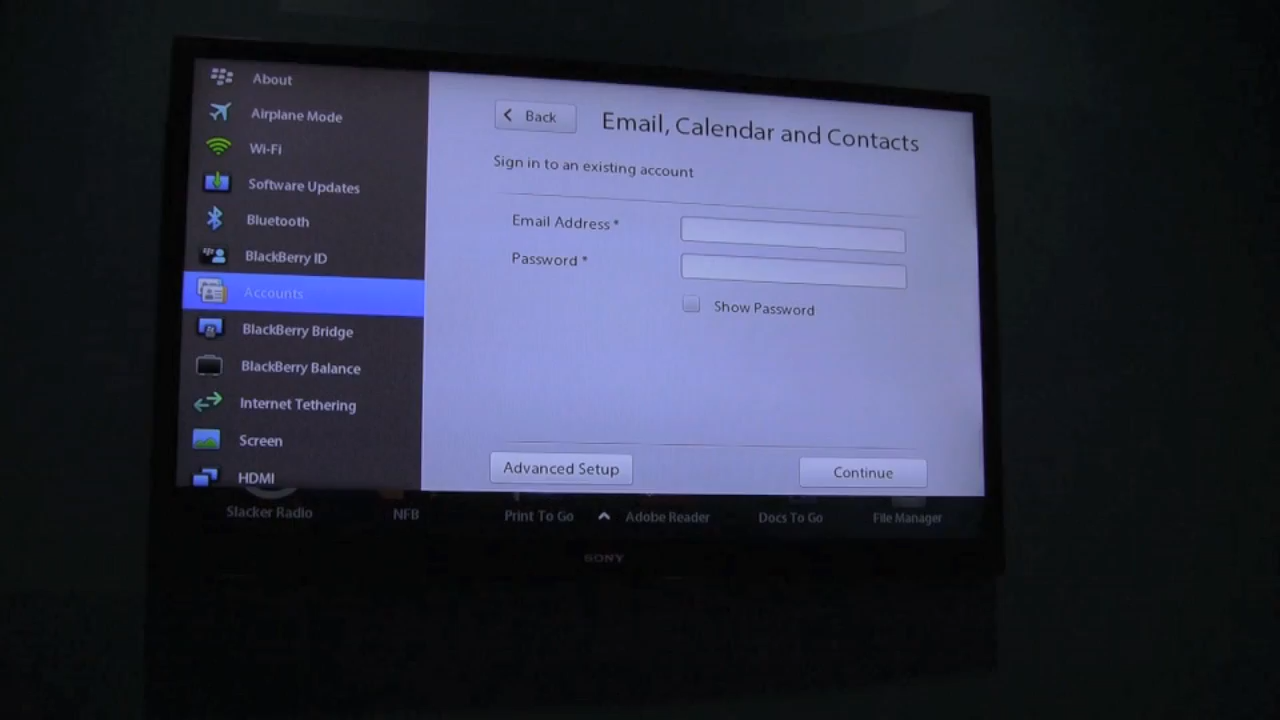 About
Airplane Mode
Wi-Fi
Software Updates
Bluetooth
BlackBerry ID
Accounts
BlackBerry Bridge
BlackBerry Balance
Internet Tethering
Screen
HDMI
Back
Email, Calendar and Contacts
Sign in to an existing account
Email Address *
Password *
Show Password
Advanced Setup
Continue
Slacker Radio
NFB
Print To Go
Adobe Reader
Docs To Go
File Manager
SONY